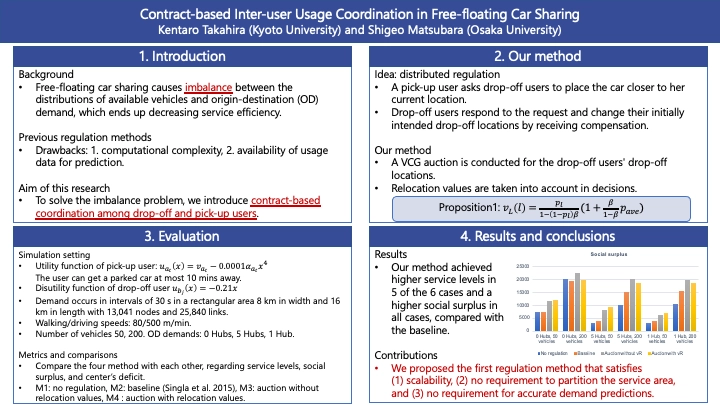 Contract-based Inter-user Usage Coordination in Free-floating Car Sharing
Kentaro Takahira (Kyoto University) and Shigeo Matsubara (Osaka University)
1. Introduction
Background
• Free-floating car sharing causes imbalance between the
distributions of available vehicles and origin-destination (OD)
demand, which ends up decreasing service efficiency.
Previous regulation methods
• Drawbacks: 1. computational complexity, 2. availability of usage
data for prediction.
Aim of this research
• To solve the imbalance problem, we introduce contract-based
coordination among drop-off and pick-up users.
2. Our method
Idea: distributed regulation
• A pick-up user asks drop-off users to place the car closer to her
current location.
• Drop-off users respond to the request and change their initially
intended drop-off locations by receiving compensation.
Our method
• A VCG auction is conducted for the drop-off users' drop-off
locations.
• Relocation values are taken into account in decisions.
Proposition1: v_L(l) = p_l/(1−(1−p_l)β) (1 + β/(1−β) p_ave)
3. Evaluation
Simulation setting
• Utility function of pick-up user: u_{a_i}(x) = v_{a_i} − 0.0001α_{a_i}x⁴
The user can get a parked car at most 10 mins away.
• Disutility function of drop-off user u_{b_j}(x) = −0.21x
• Demand occurs in intervals of 30 s in a rectangular area 8 km in width and 16
km in length with 13,041 nodes and 25,840 links.
• Walking/driving speeds: 80/500 m/min.
• Number of vehicles 50, 200. OD demands: 0 Hubs, 5 Hubs, 1 Hub.
Metrics and comparisons
• Compare the four method with each other, regarding service levels, social
surplus, and center's deficit.
• M1: no regulation, M2: baseline (Singla et al. 2015), M3: auction without
relocation values, M4 : auction with relocation values.
4. Results and conclusions
Results
• Our method achieved
higher service levels in
5 of the 6 cases and a
higher social surplus in
all cases, compared with
the baseline.
Social surplus
25000
20000
15000
10000
5000
0
0 Hubs, 50 vehicles
0 Hubs, 200 vehicles
5 Hubs, 50 vehicles
5 Hubs, 200 vehicles
1 Hub, 50 vehicles
1 Hub, 200 vehicles
No regulation Baseline Auction without vR Auction with vR
Contributions
• We proposed the first regulation method that satisfies
(1) scalability, (2) no requirement to partition the service area,
and (3) no requirement for accurate demand predictions.